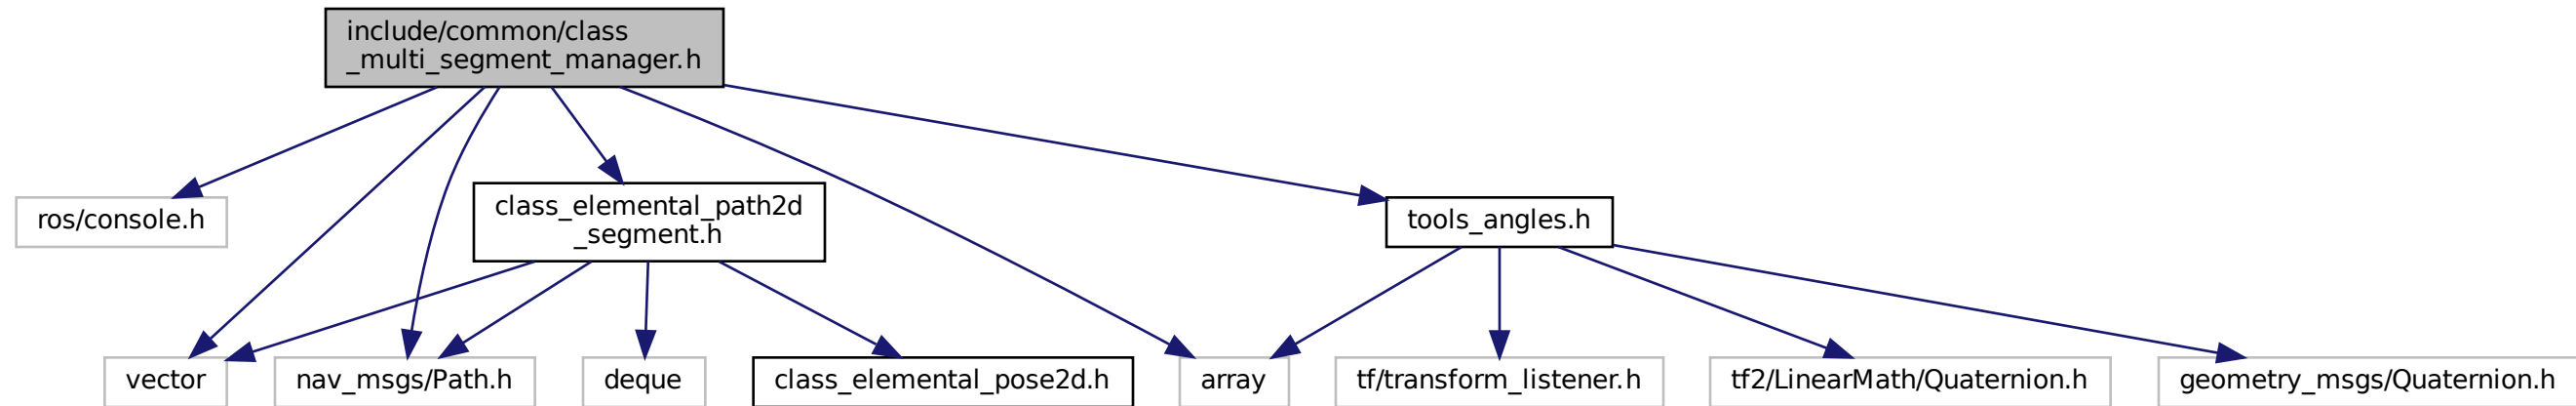 include/common/class
_multi_segment_manager.h
ros/console.h
class_elemental_path2d
_segment.h
tools_angles.h
vector
nav_msgs/Path.h
deque
class_elemental_pose2d.h
array
tf/transform_listener.h
tf2/LinearMath/Quaternion.h
geometry_msgs/Quaternion.h